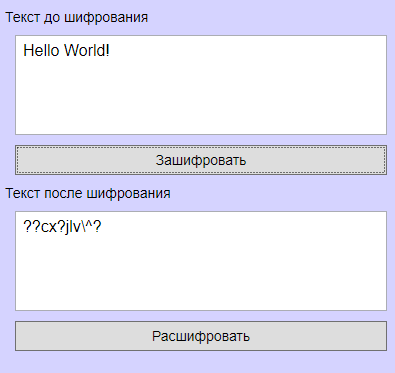 Текст до шифрования
Hello World!
Зашифровать
Текст после шифрования
??cx?jlv\^?
Расшифровать